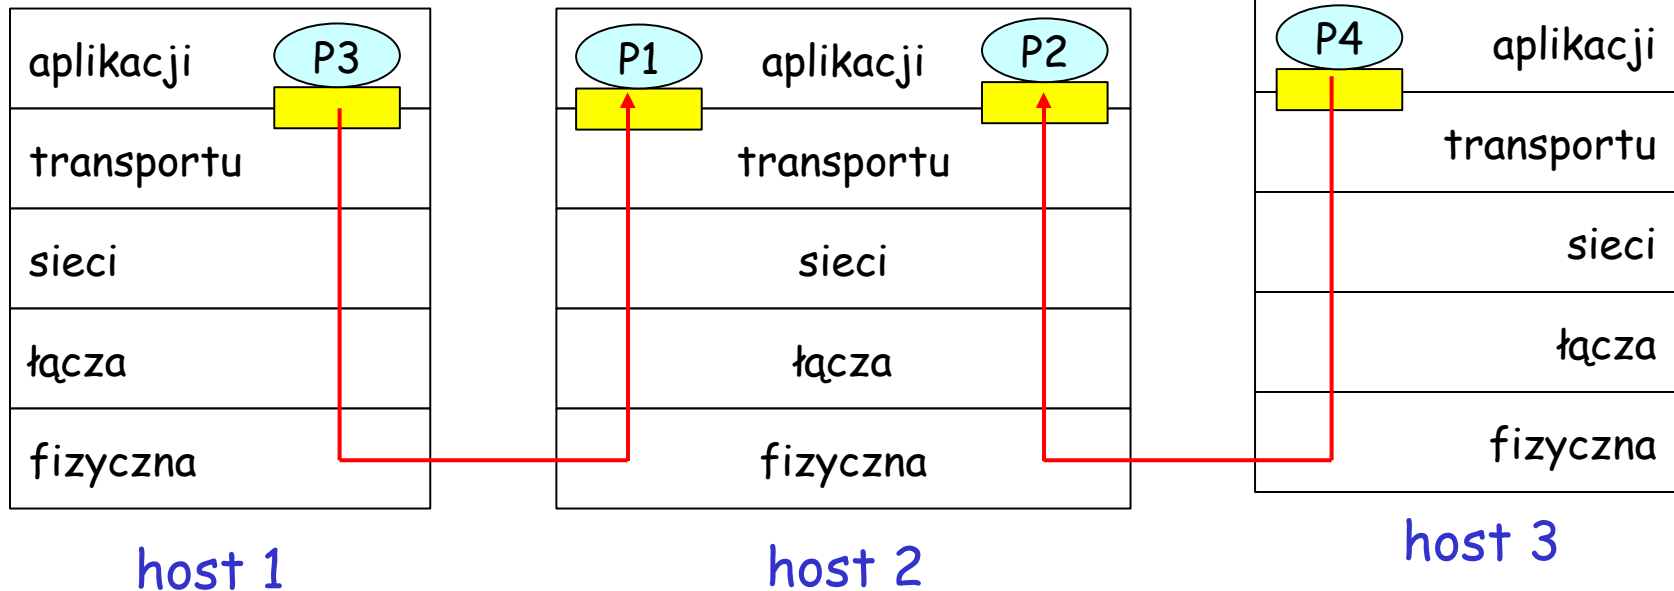 aplikacji
P3
transportu
sieci
łącza
fizyczna
host 1
P1
aplikacji
P2
transportu
sieci
łącza
fizyczna
host 2
P4
aplikacji
transportu
sieci
łącza
fizyczna
host 3